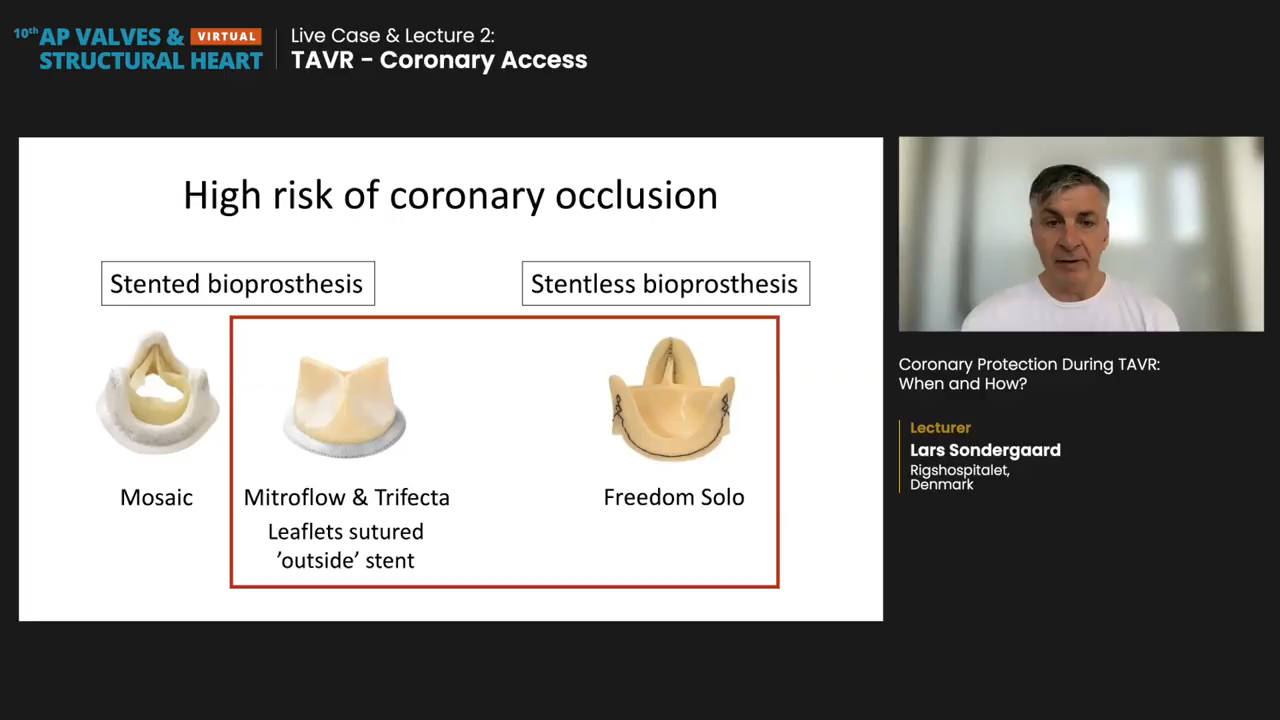 10th AP VALVES & VIRTUAL
STRUCTURAL HEART
Live Case & Lecture 2:
TAVR - Coronary Access
High risk of coronary occlusion
Stented bioprosthesis
Stentless bioprosthesis
Mosaic
Mitroflow & Trifecta
Leaflets sutured
’outside’ stent
Freedom Solo
Coronary Protection During TAVR:
When and How?
Lecturer
Lars Sondergaard
Rigshospitalet,
Denmark